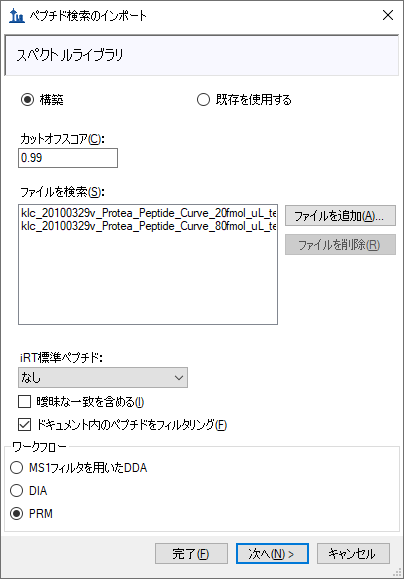 ペプチド検索のインポート
スペクトルライブラリ
構築
既存を使用する
カットオフスコア(C):
0.99
ファイルを検索(S):
klc_20100329v_Protea_Peptide_Curve_20fmol_uL_te
klc_20100329v_Protea_Peptide_Curve_80fmol_uL_te
ファイルを追加(A)...
ファイルを削除(R)
iRT標準ペプチド:
なし
曖昧な一致を含める(I)
ドキュメント内のペプチドをフィルタリング(F)
ワークフロー
MS1フィルタを用いたDDA
DIA
PRM
完了(F)
次へ(N) >
キャンセル